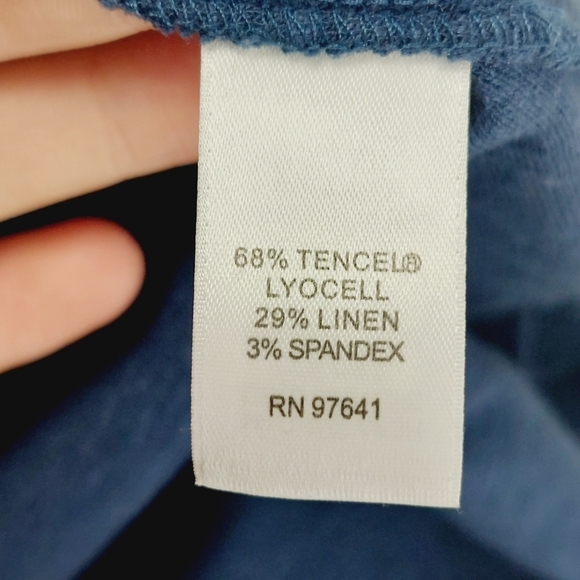 68% TENCEL®
LYOCELL
29% LINEN
3% SPANDEX
RN 97641